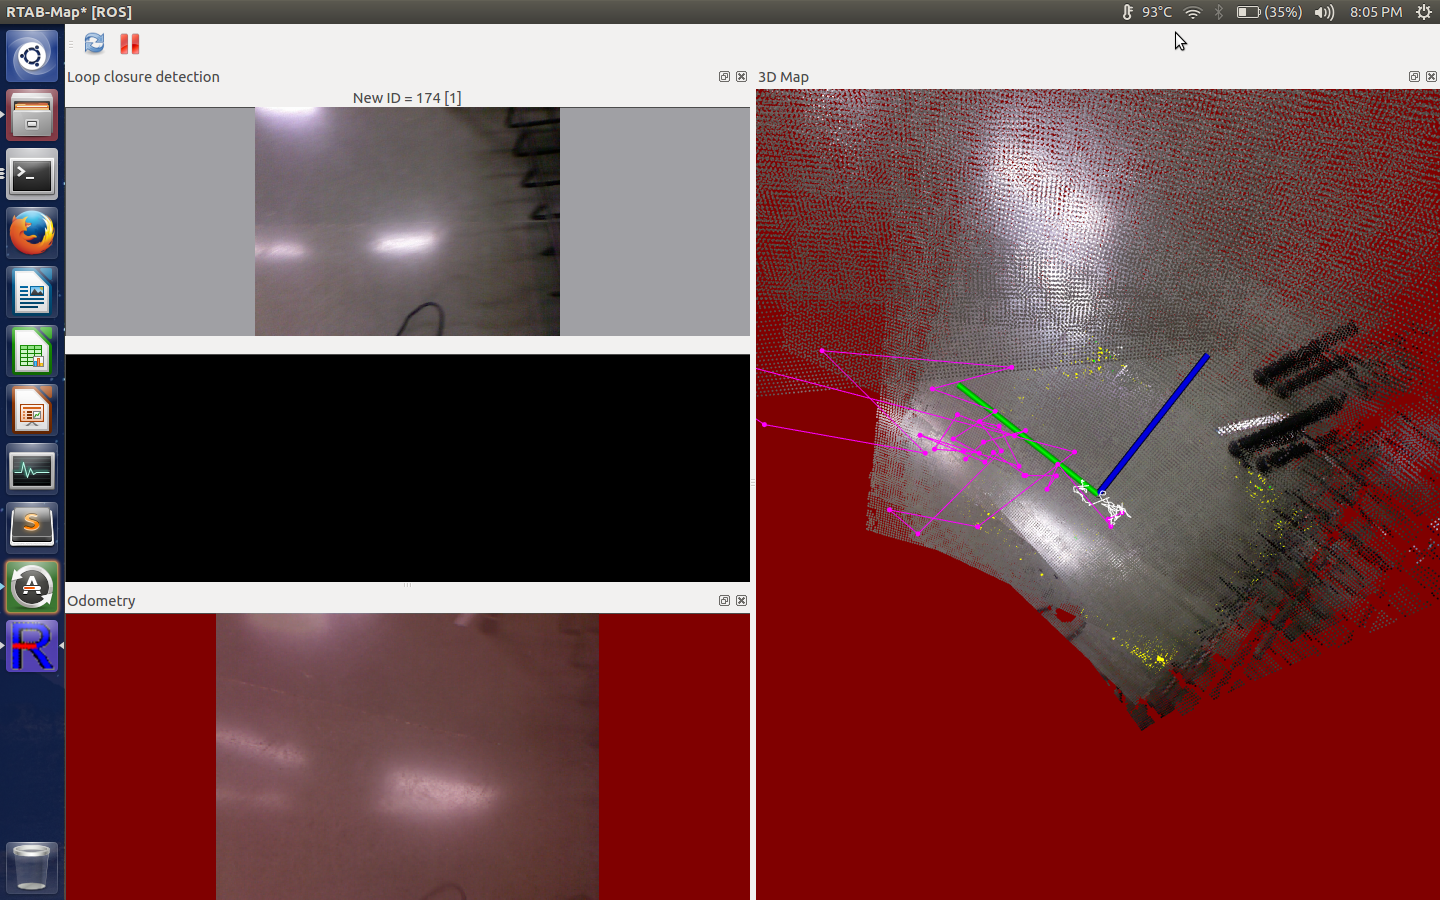 RTAB-Map* [ROS]
93°C
(35%)
8:05 PM
Loop closure detection
3D Map
New ID = 174 [1]
Odometry